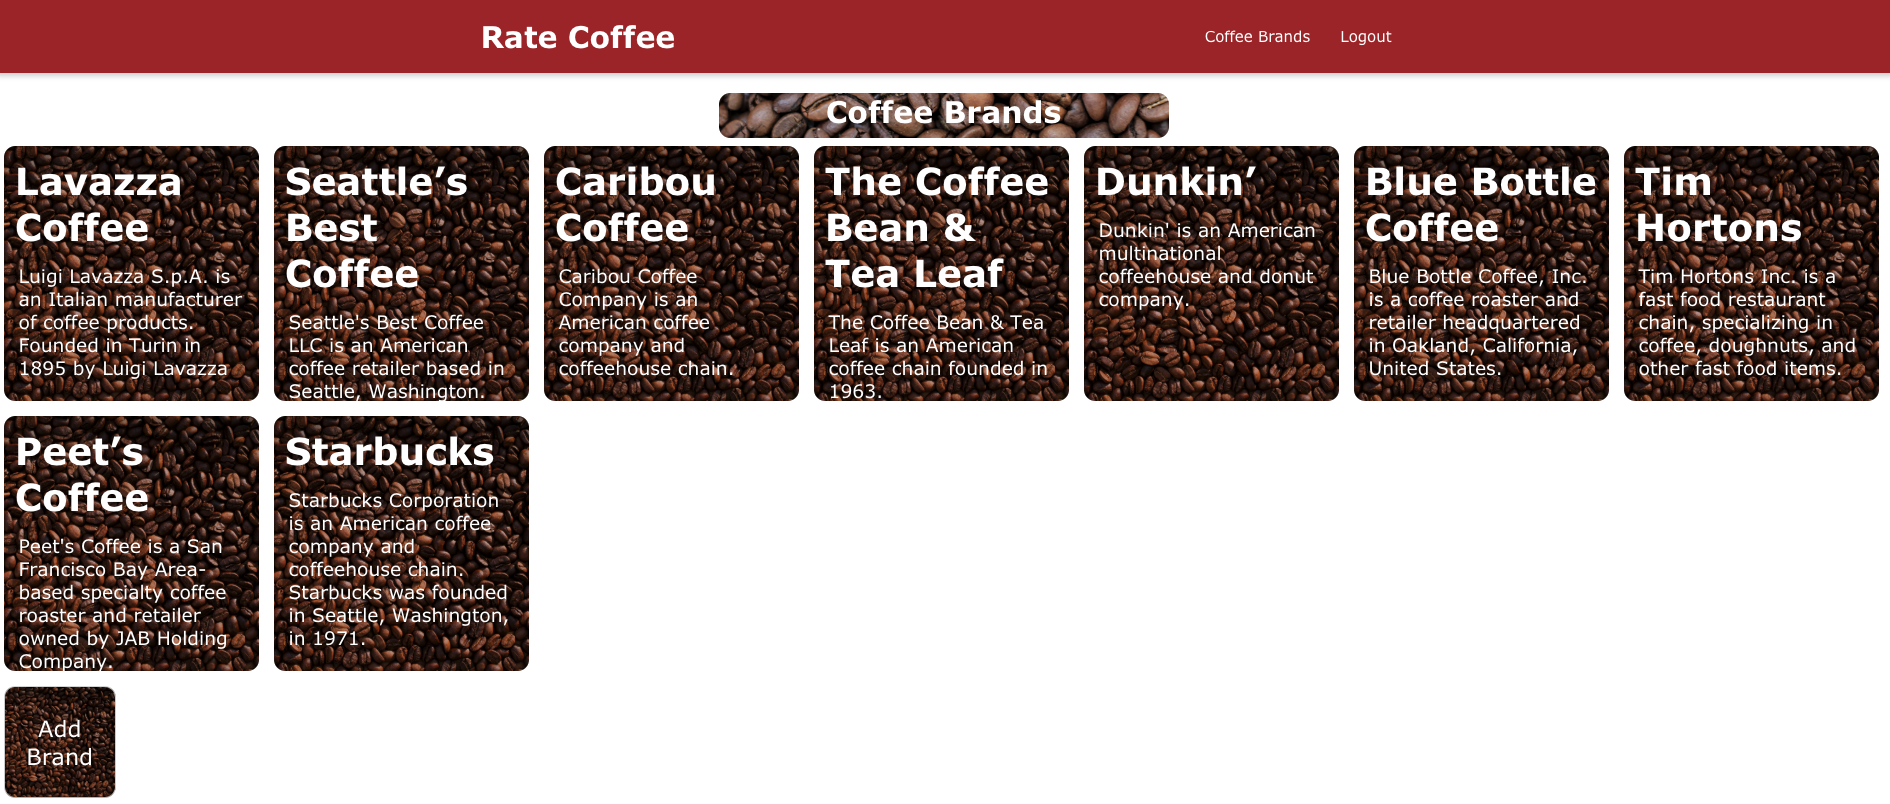 Rate Coffee
Coffee Brands
Logout
Coffee Brands
Lavazza
Coffee
Luigi Lavazza S.p.A. is
an Italian manufacturer
of coffee products.
Founded in Turin in
1895 by Luigi Lavazza
Seattle’s
Best
Coffee
Seattle's Best Coffee
LLC is an American
coffee retailer based in
Seattle, Washington.
Caribou
Coffee
Caribou Coffee
Company is an
American coffee
company and
coffeehouse chain.
The Coffee
Bean &
Tea Leaf
The Coffee Bean & Tea
Leaf is an American
coffee chain founded in
1963.
Dunkin’
Dunkin' is an American
multinational
coffeehouse and donut
company.
Blue Bottle
Coffee
Blue Bottle Coffee, Inc.
is a coffee roaster and
retailer headquartered
in Oakland, California,
United States.
Tim
Hortons
Tim Hortons Inc. is a
fast food restaurant
chain, specializing in
coffee, doughnuts, and
other fast food items.
Peet’s
Coffee
Peet's Coffee is a San
Francisco Bay Area-
based specialty coffee
roaster and retailer
owned by JAB Holding
Company.
Starbucks
Starbucks Corporation
is an American coffee
company and
coffeehouse chain.
Starbucks was founded
in Seattle, Washington,
in 1971.
Add
Brand